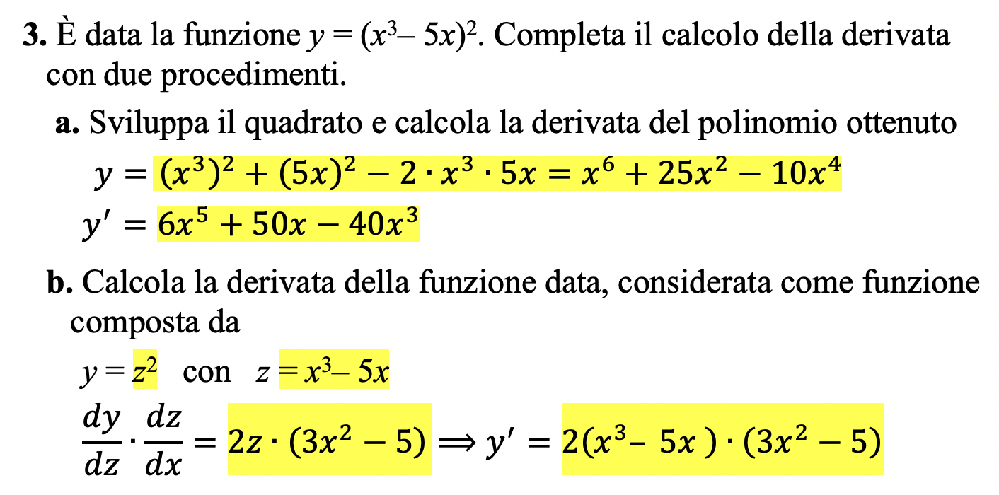 3. È data la funzione y = (x³– 5x)². Completa il calcolo della derivata
con due procedimenti.
a. Sviluppa il quadrato e calcola la derivata del polinomio ottenuto
y = (x³)² + (5x)² − 2 · x³ · 5x = x⁶ + 25x² − 10x⁴
y′ = 6x⁵ + 50x − 40x³
b. Calcola la derivata della funzione data, considerata come funzione
composta da
y = z² con z = x³– 5x
dy/dz · dz/dx = 2z · (3x² − 5) ⟹ y′ = 2(x³– 5x ) · (3x² − 5)